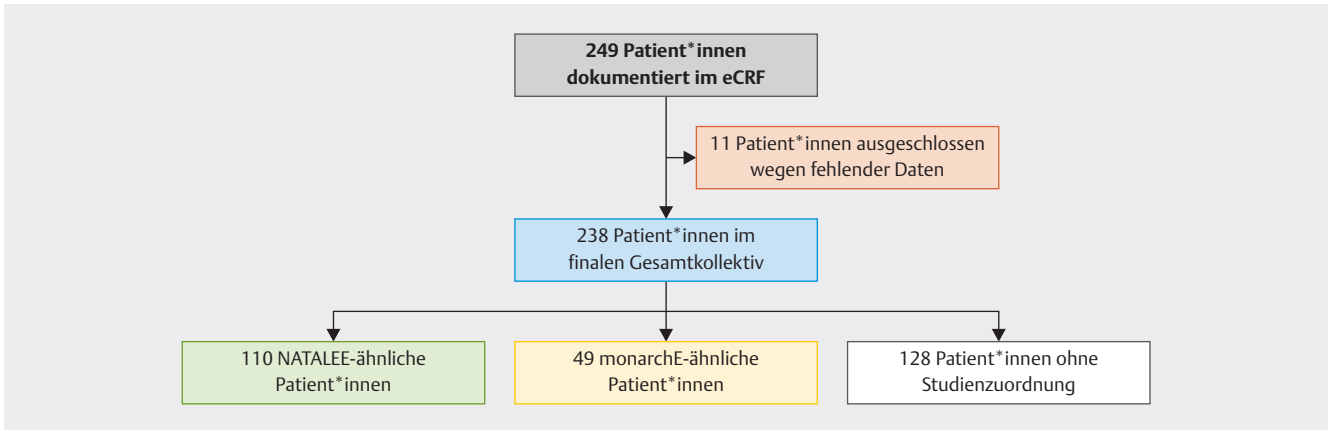 249 Patient*innen
dokumentiert im eCRF
11 Patient*innen ausgeschlossen
wegen fehlender Daten
238 Patient*innen im
finalen Gesamtkollektiv
110 NATALEE-ähnliche
Patient*innen
49 monarchE-ähnliche
Patient*innen
128 Patient*innen ohne
Studienzuordnung